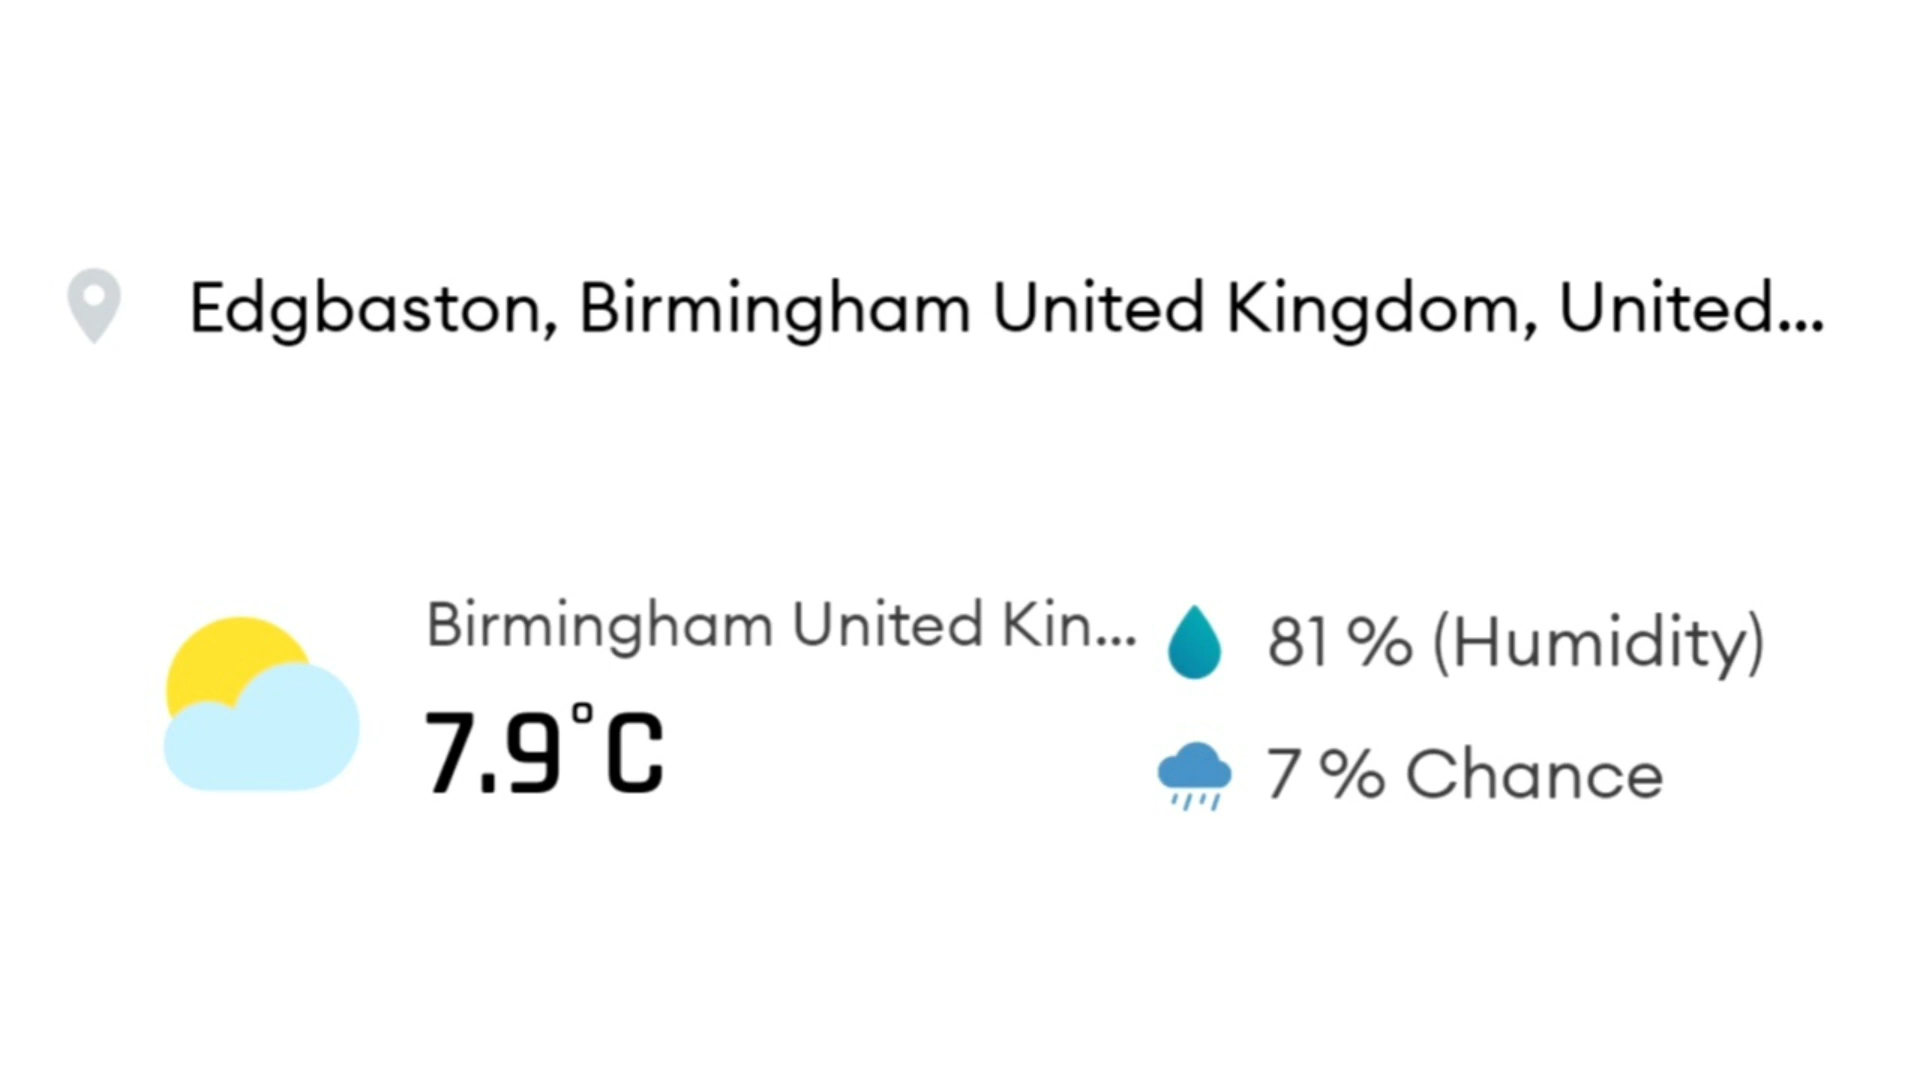 Edgbaston, Birmingham United Kingdom, United...
Birmingham United Kin...
7.9°C
81 % (Humidity)
7 % Chance